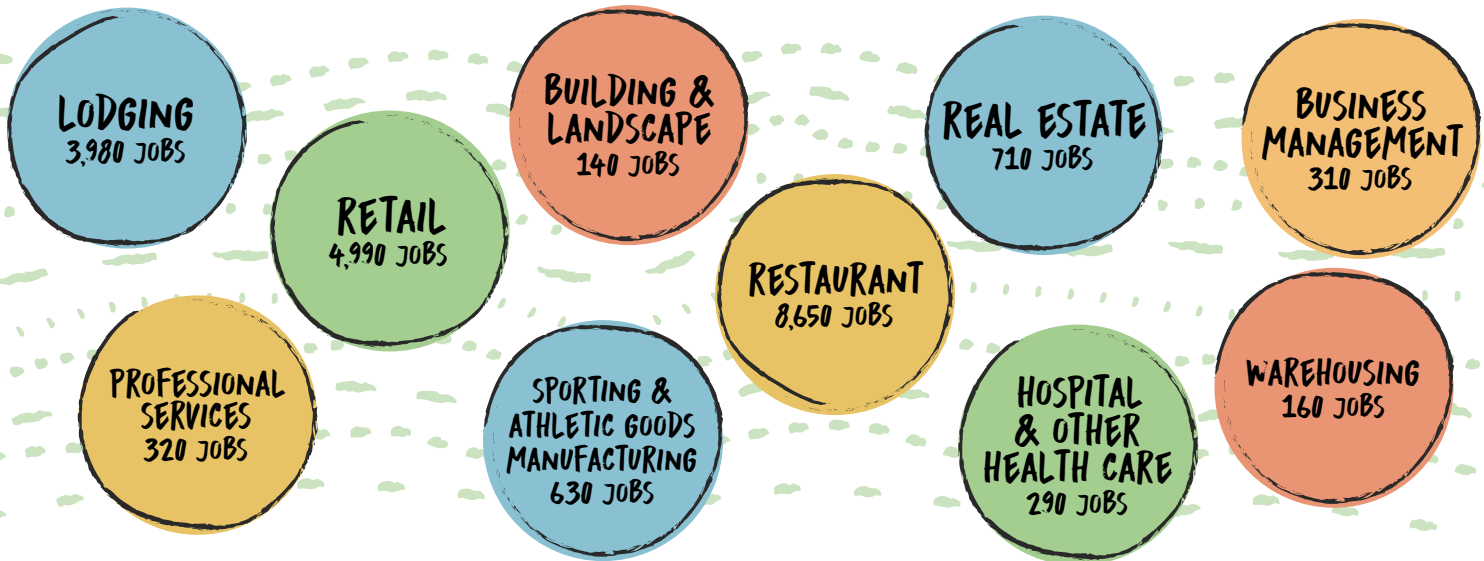 LODGING
3,980 JOBS
RETAIL
4,990 JOBS
BUILDING &
LANDSCAPE
140 JOBS
REAL ESTATE
710 JOBS
BUSINESS
MANAGEMENT
310 JOBS
RESTAURANT
8,650 JOBS
PROFESSIONAL
SERVICES
320 JOBS
SPORTING &
ATHLETIC GOODS
MANUFACTURING
630 JOBS
HOSPITAL
& OTHER
HEALTH CARE
290 JOBS
WAREHOUSING
160 JOBS